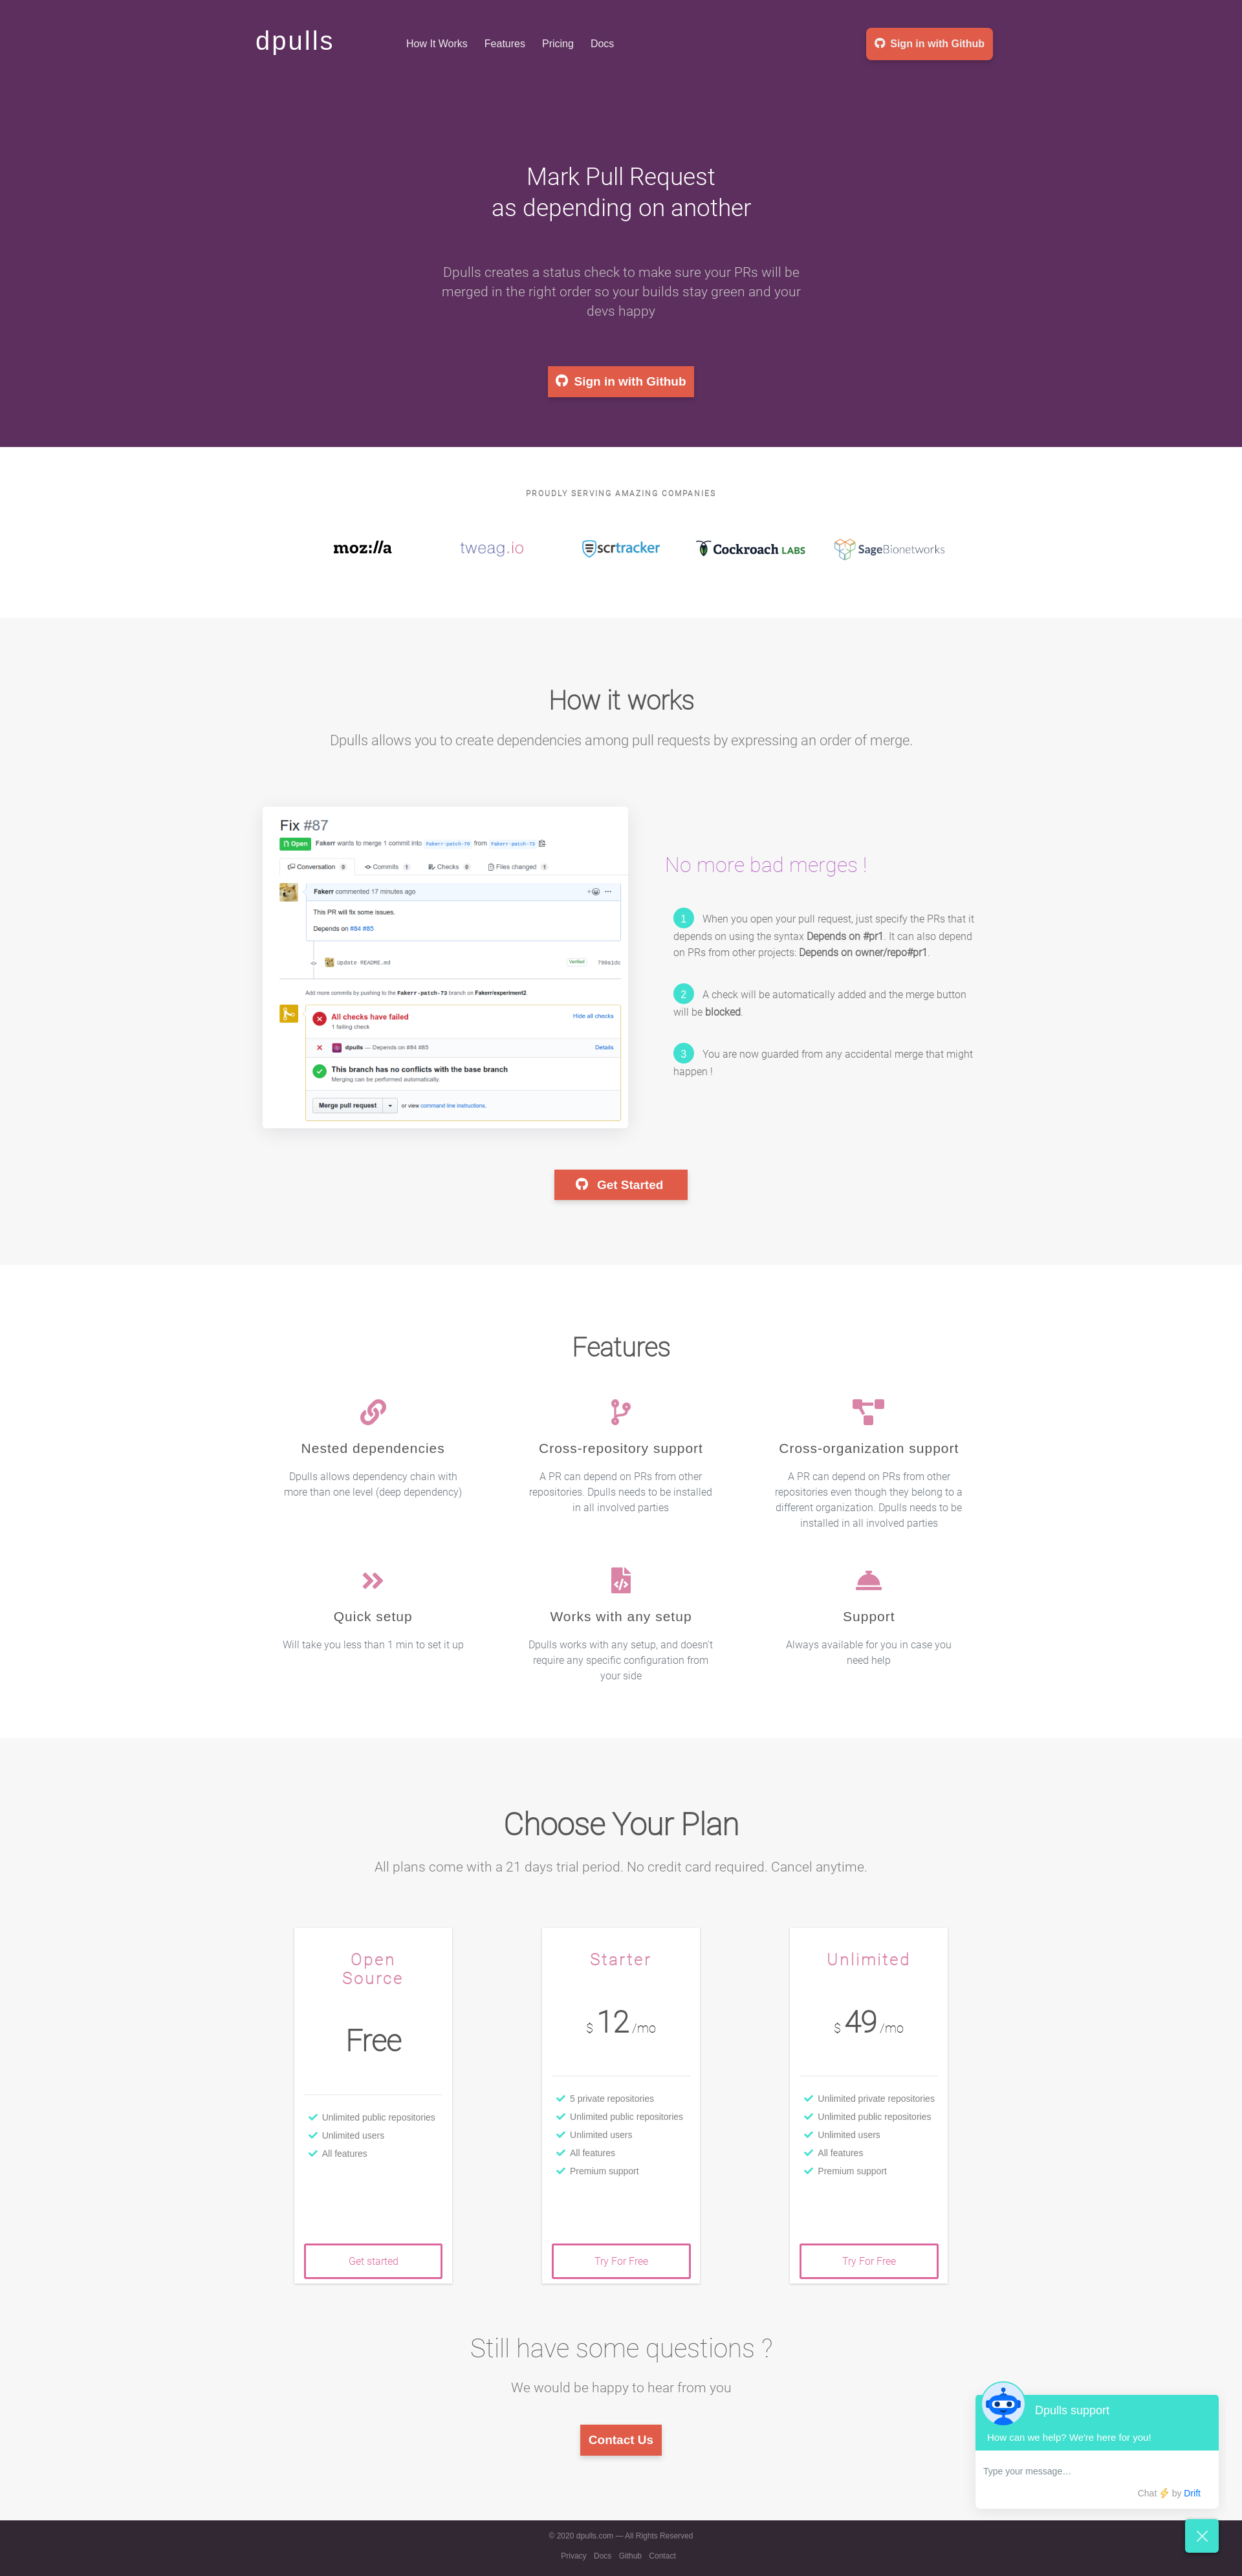 dpulls
How It Works Features Pricing Docs
Sign in with Github
Mark Pull Request
as depending on another
Dpulls creates a status check to make sure your PRs will be
merged in the right order so your builds stay green and your
devs happy
Sign in with Github
PROUDLY SERVING AMAZING COMPANIES
moz://a
tweag.io
scrtracker
Cockroach LABS
SageBionetworks
How it works
Dpulls allows you to create dependencies among pull requests by expressing an order of merge.
Fix #87
Open Fakerr wants to merge 1 commit into Fakerr-patch-70 from Fakerr-patch-73
Conversation 0 Commits 1 Checks 0 Files changed 1
Fakerr commented 17 minutes ago
This PR will fix some issues.
Depends on #84 #85
Update README.md Verified 
Add more commits by pushing to the Fakerr-patch-73 branch on Fakerr/experiment2.
All checks have failed Hide all checks
1 failing check
dpulls — Depends on #84 #85 Details
This branch has no conflicts with the base branch
Merging can be performed automatically.
Merge pull request or view command line instructions.
No more bad merges !
1 When you open your pull request, just specify the PRs that it
depends on using the syntax Depends on #pr1. It can also depend
on PRs from other projects: Depends on owner/repo#pr1.
2 A check will be automatically added and the merge button
will be blocked.
3 You are now guarded from any accidental merge that might
happen !
Get Started
Features
Nested dependencies
Dpulls allows dependency chain with
more than one level (deep dependency)
Cross-repository support
A PR can depend on PRs from other
repositories. Dpulls needs to be installed
in all involved parties
Cross-organization support
A PR can depend on PRs from other
repositories even though they belong to a
different organization. Dpulls needs to be
installed in all involved parties
Quick setup
Will take you less than 1 min to set it up
Works with any setup
Dpulls works with any setup, and doesn't
require any specific configuration from
your side
Support
Always available for you in case you
need help
Choose Your Plan
All plans come with a 21 days trial period. No credit card required. Cancel anytime.
Open
Source
Free
Unlimited public repositories
Unlimited users
All features
Get started
Starter
$ 12 /mo
5 private repositories
Unlimited public repositories
Unlimited users
All features
Premium support
Try For Free
Unlimited
$ 49 /mo
Unlimited private repositories
Unlimited public repositories
Unlimited users
All features
Premium support
Try For Free
Still have some questions ?
We would be happy to hear from you
Contact Us
Dpulls support
How can we help? We're here for you!
Type your message…
Chat ⚡ by Drift
© 2020 dpulls.com — All Rights Reserved
Privacy Docs Github Contact